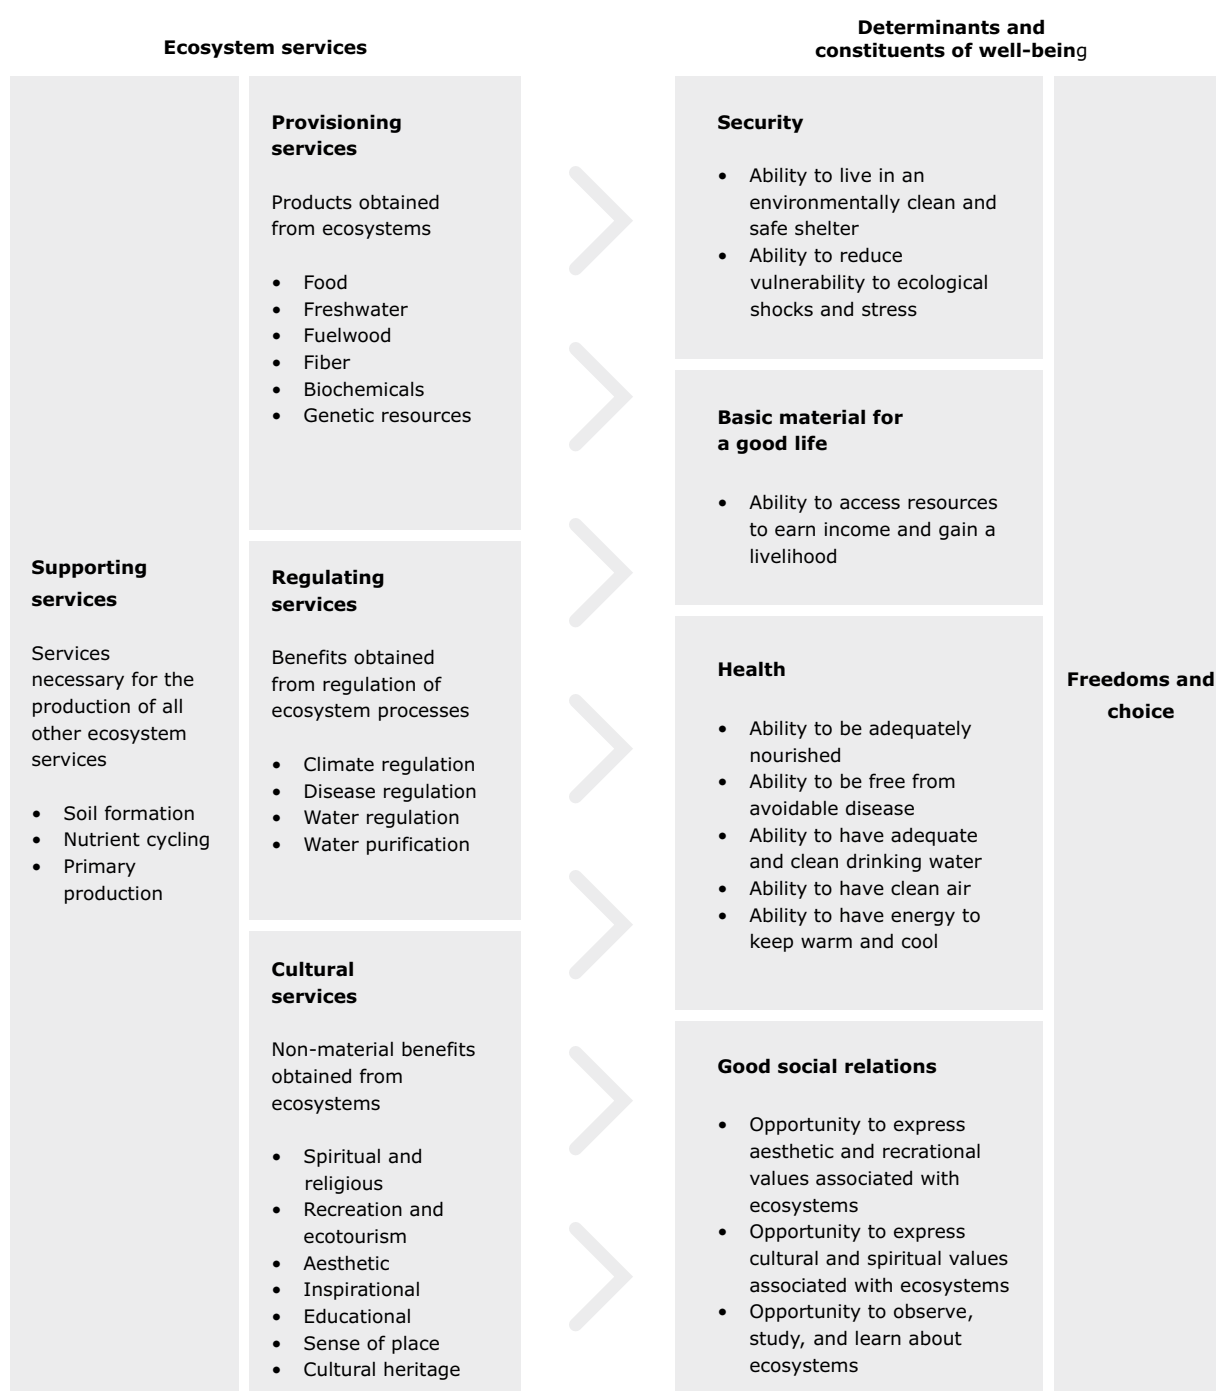 Ecosystem services
Supporting
services
Services
necessary for the
production of all
other ecosystem
services
• Soil formation
• Nutrient cycling
• Primary
production
Provisioning
services
Products obtained
from ecosystems
• Food
• Freshwater
• Fuelwood
• Fiber
• Biochemicals
• Genetic resources
Regulating
services
Benefits obtained
from regulation of
ecosystem processes
• Climate regulation
• Disease regulation
• Water regulation
• Water purification
Cultural
services
Non-material benefits
obtained from
ecosystems
• Spiritual and
religious
• Recreation and
ecotourism
• Aesthetic
• Inspirational
• Educational
• Sense of place
• Cultural heritage
Determinants and
constituents of well-being
Security
• Ability to live in an
environmentally clean and
safe shelter
• Ability to reduce
vulnerability to ecological
shocks and stress
Basic material for
a good life
• Ability to access resources
to earn income and gain a
livelihood
Health
• Ability to be adequately
nourished
• Ability to be free from
avoidable disease
• Ability to have adequate
and clean drinking water
• Ability to have clean air
• Ability to have energy to
keep warm and cool
Good social relations
• Opportunity to express
aesthetic and recrational
values associated with
ecosystems
• Opportunity to express
cultural and spiritual values
associated with ecosystems
• Opportunity to observe,
study, and learn about
ecosystems
Freedoms and
choice